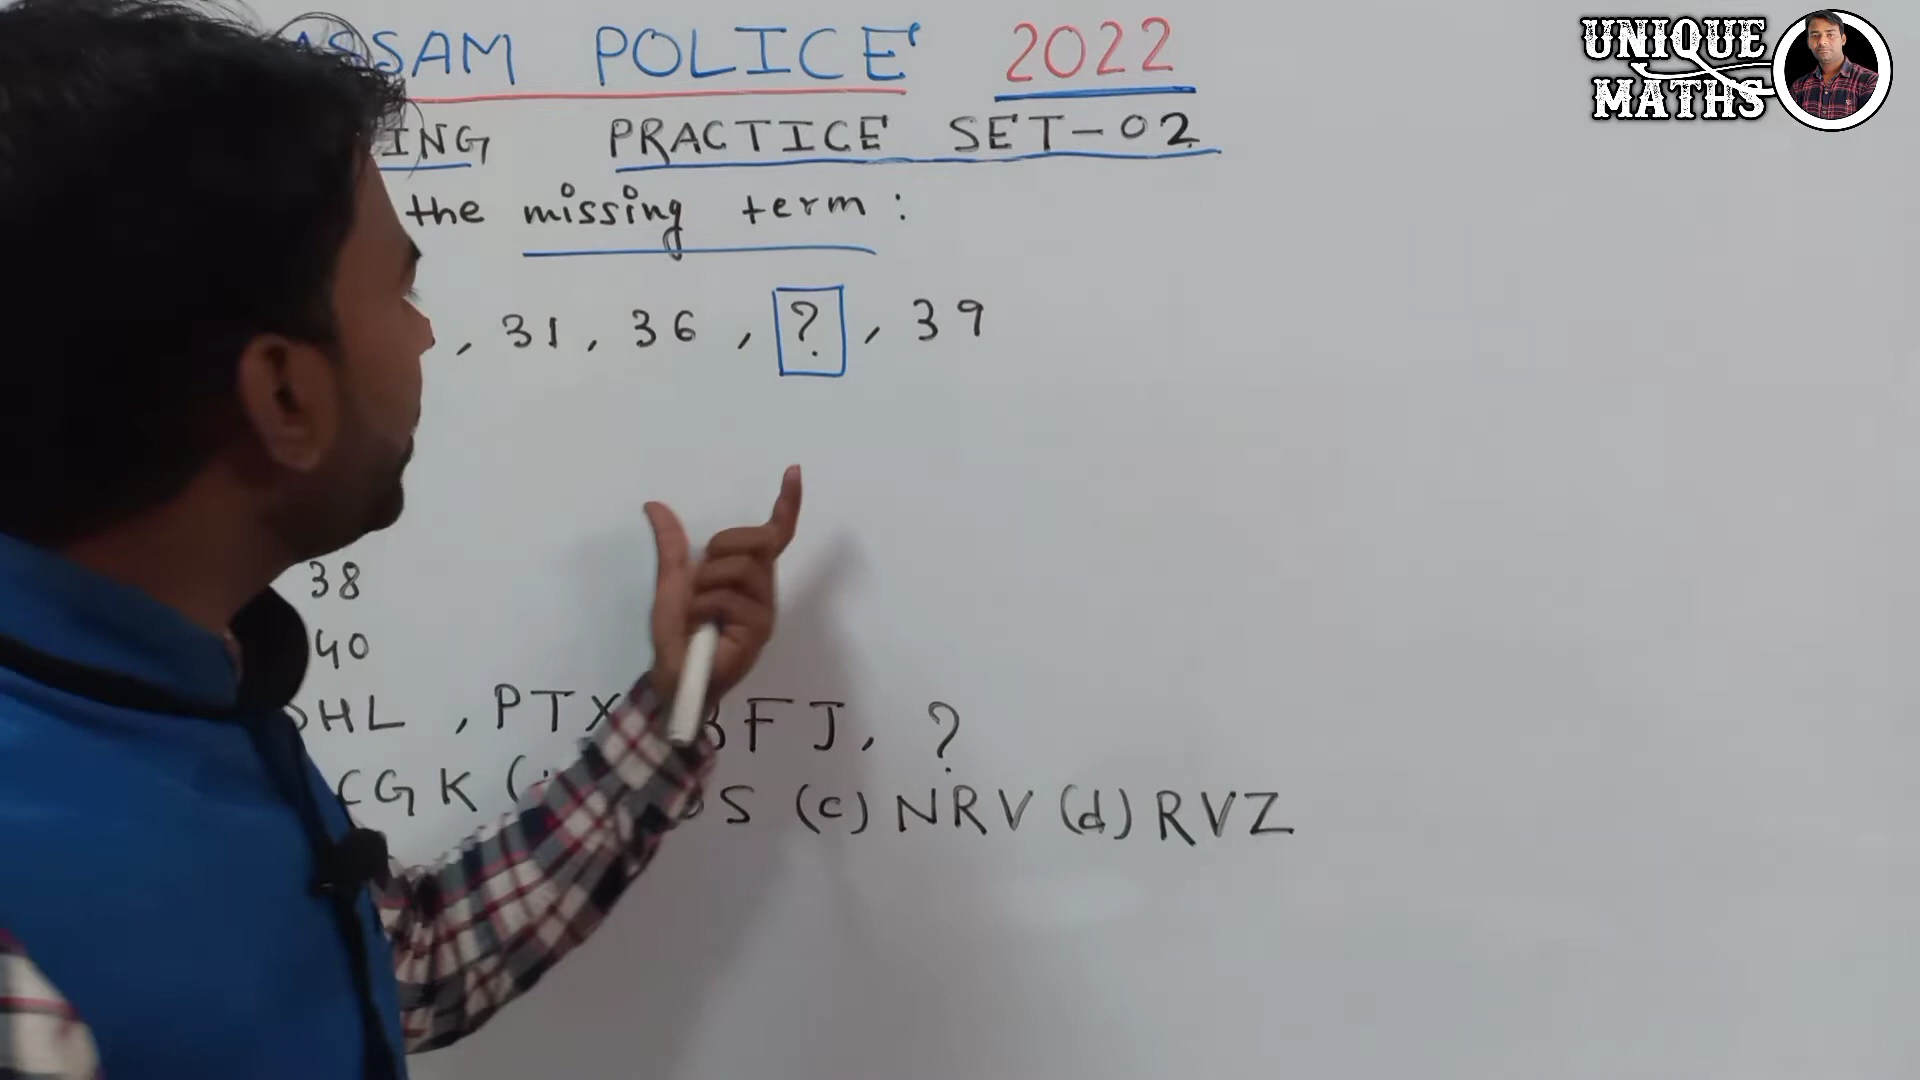 ASSAM POLICE 2022
UNIQUE
MATHS
ING PRACTICE SET-02
the missing term:
, 31, 36, ?, 39
38
40
DHL, PTX BFJ, ?
CGK ( S (c) NRV (d) RVZ